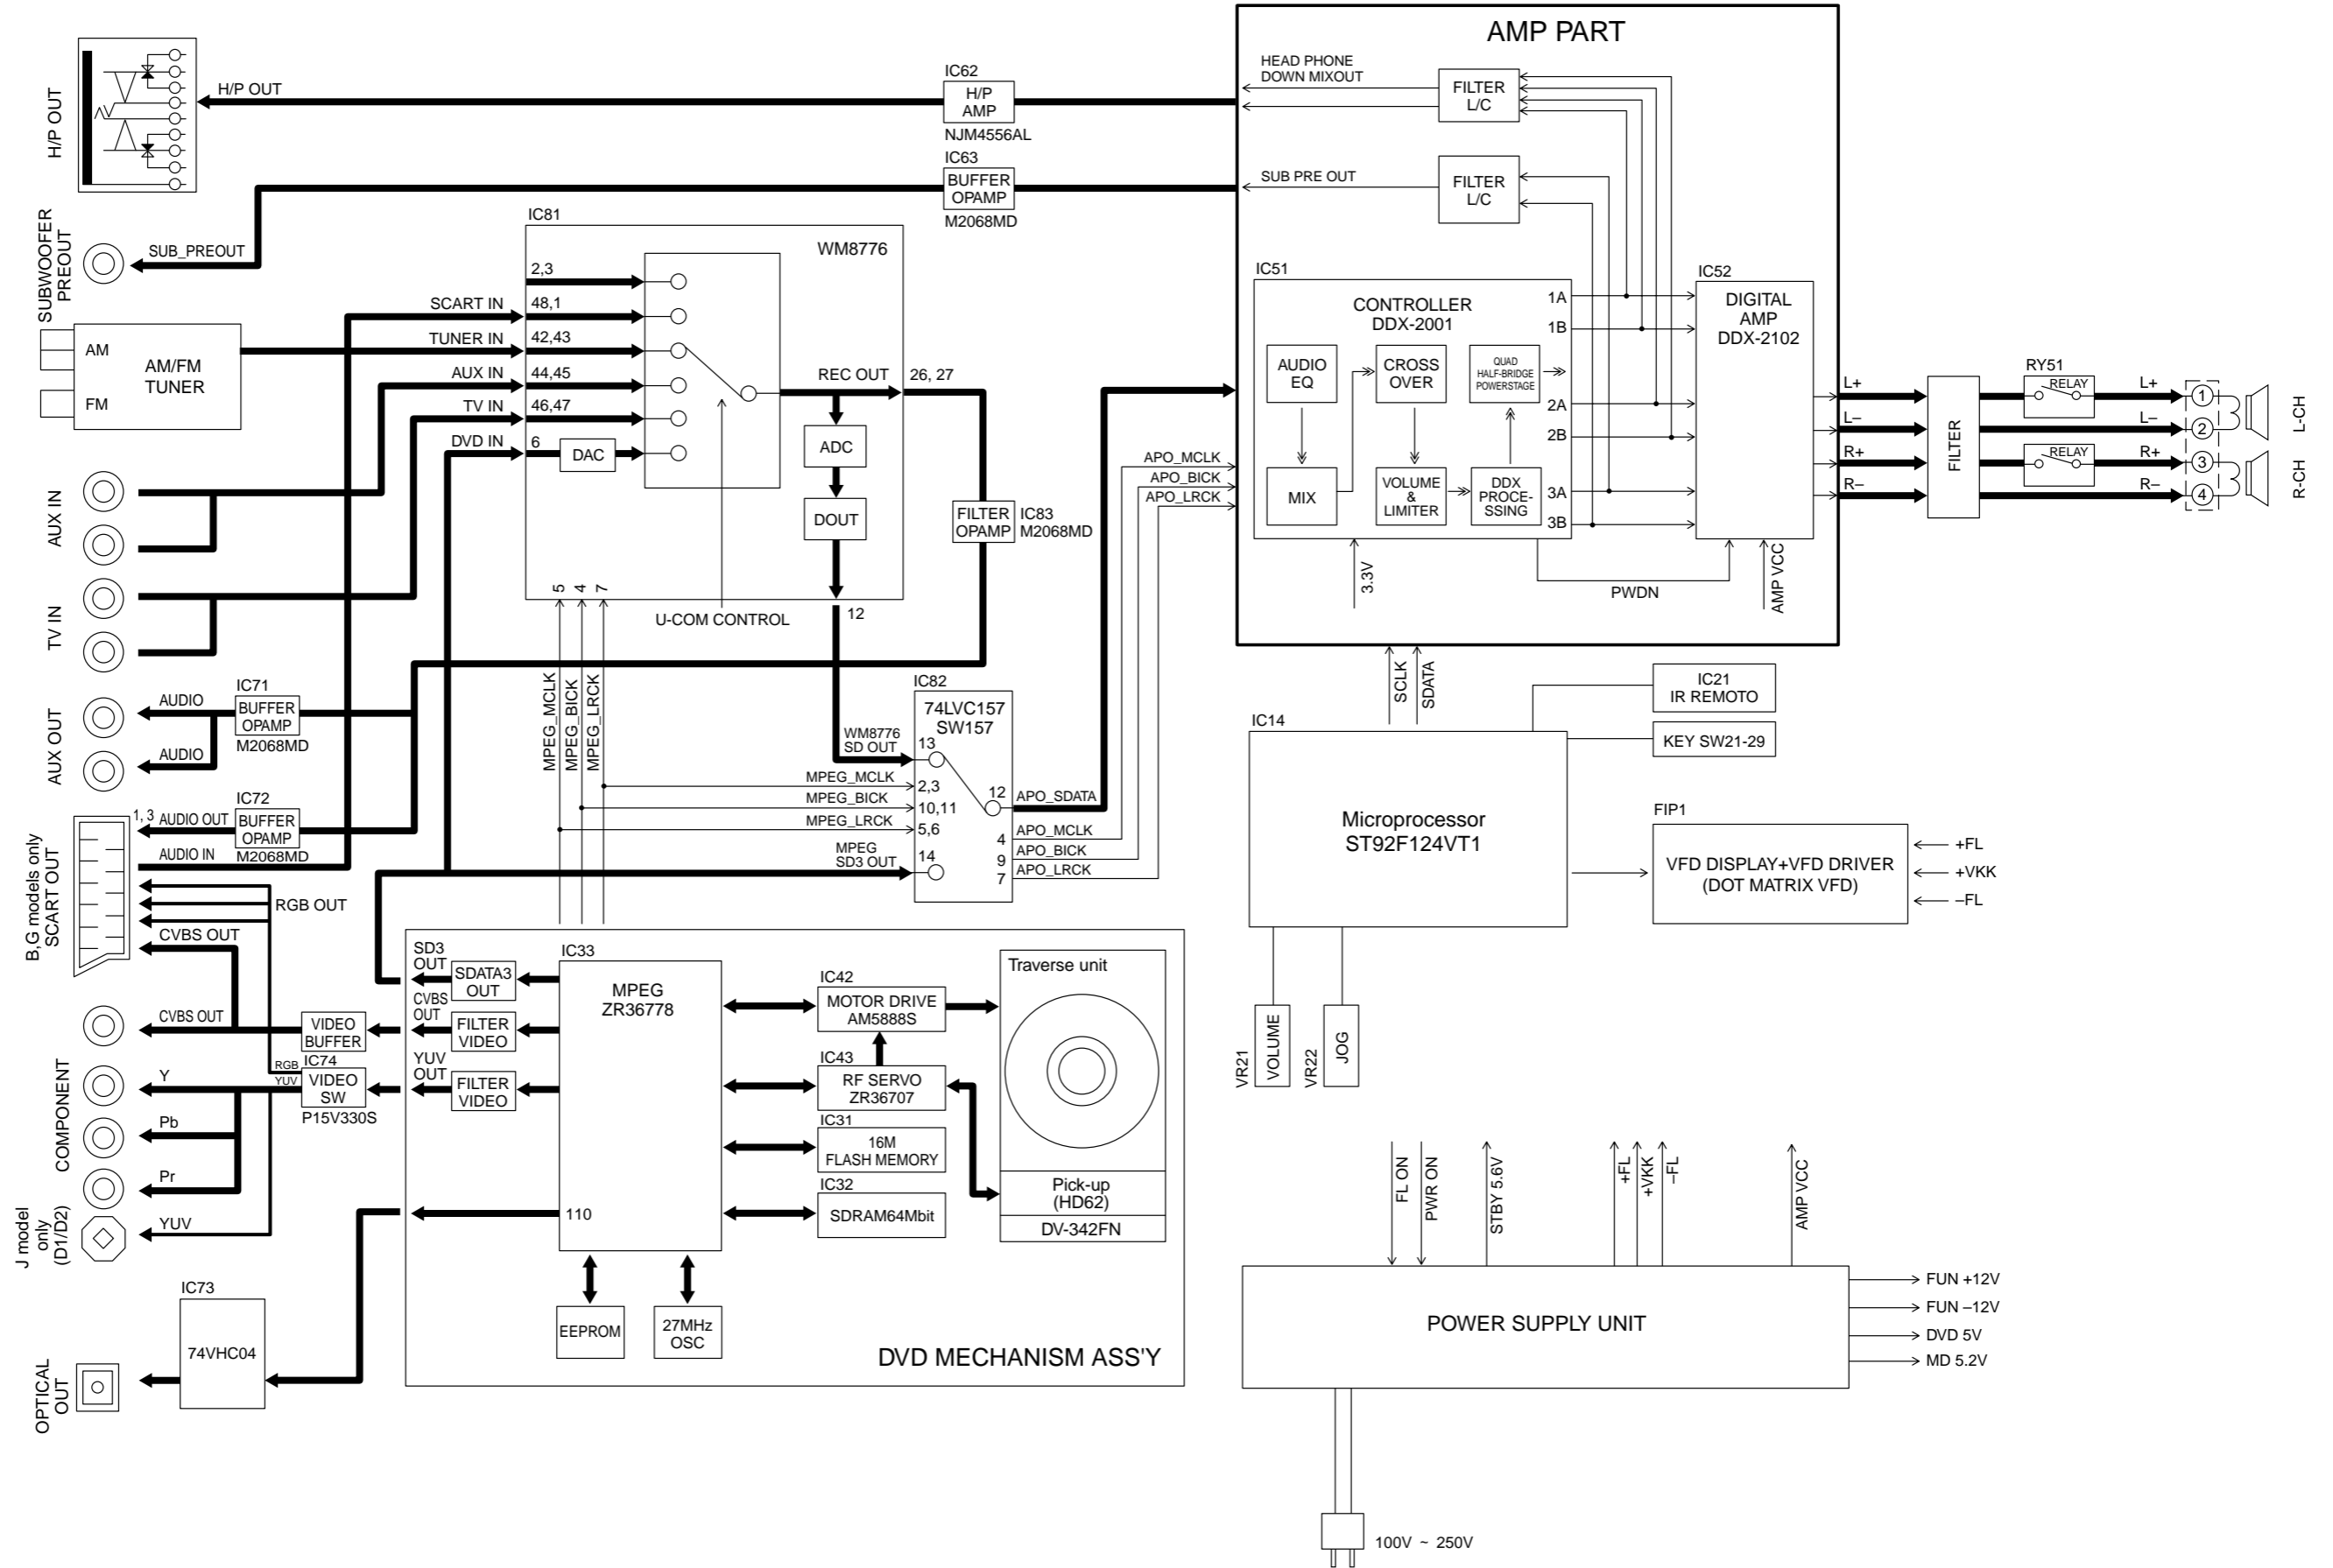 AMP PART
HEAD PHONE
DOWN MIXOUT
FILTER
L/C
SUB PRE OUT
FILTER
L/C
H/P OUT
H/P OUT
IC62
H/P
AMP
NJM4556AL
IC63
BUFFER
OPAMP
M2068MD
SUBWOOFER
PREOUT
SUB_PREOUT
IC81
WM8776
2,3
SCART IN
48,1
TUNER IN
42,43
AUX IN
44,45
TV IN
46,47
DVD IN
6
DAC
REC OUT
26, 27
ADC
DOUT
12
5
4
7
U-COM CONTROL
AM
FM
AM/FM
TUNER
AUX IN
TV IN
FILTER
OPAMP
IC83
M2068MD
IC51
CONTROLLER
DDX-2001
AUDIO
EQ
CROSS
OVER
QUAD
HALF-BRIDGE
POWERSTAGE
MIX
VOLUME
&
LIMITER
DDX
PROCE-
SSING
1A
1B
2A
2B
3A
3B
IC52
DIGITAL
AMP
DDX-2102
3.3V
PWDN
AMP VCC
APO_MCLK
APO_BICK
APO_LRCK
L+
L–
R+
R–
FILTER
RY51
RELAY
RELAY
L+
L–
R+
R–
1
2
3
4
L-CH
R-CH
AUX OUT
AUDIO
AUDIO
IC71
BUFFER
OPAMP
M2068MD
IC72
BUFFER
OPAMP
M2068MD
1, 3
AUDIO OUT
AUDIO IN
B,G models only
SCART OUT
RGB OUT
CVBS OUT
MPEG_MCLK
MPEG_BICK
MPEG_LRCK
IC82
74LVC157
SW157
WM8776
SD OUT
13
MPEG_MCLK
2,3
MPEG_BICK
10,11
MPEG_LRCK
5,6
MPEG
SD3 OUT
14
12
APO_SDATA
4
APO_MCLK
9
APO_BICK
7
APO_LRCK
SCLK
SDATA
IC14
Microprocessor
ST92F124VT1
IC21
IR REMOTO
KEY SW21-29
FIP1
VFD DISPLAY+VFD DRIVER
(DOT MATRIX VFD)
+FL
+VKK
–FL
VR21
VOLUME
VR22
JOG
CVBS OUT
VIDEO
BUFFER
RGB
YUV
IC74
VIDEO
SW
P15V330S
COMPONENT
Y
Pb
Pr
YUV
J model
only
(D1/D2)
SD3
OUT
SDATA3
OUT
CVBS
OUT
FILTER
VIDEO
YUV
OUT
FILTER
VIDEO
IC33
MPEG
ZR36778
110
EEPROM
27MHz
OSC
IC42
MOTOR DRIVE
AM5888S
IC43
RF SERVO
ZR36707
IC31
16M
FLASH MEMORY
IC32
SDRAM64Mbit
Traverse unit
Pick-up
(HD62)
DV-342FN
DVD MECHANISM ASS'Y
IC73
74VHC04
OPTICAL
OUT
FL ON
PWR ON
STBY 5.6V
+FL
+VKK
–FL
AMP VCC
POWER SUPPLY UNIT
FUN +12V
FUN –12V
DVD 5V
MD 5.2V
100V ~ 250V